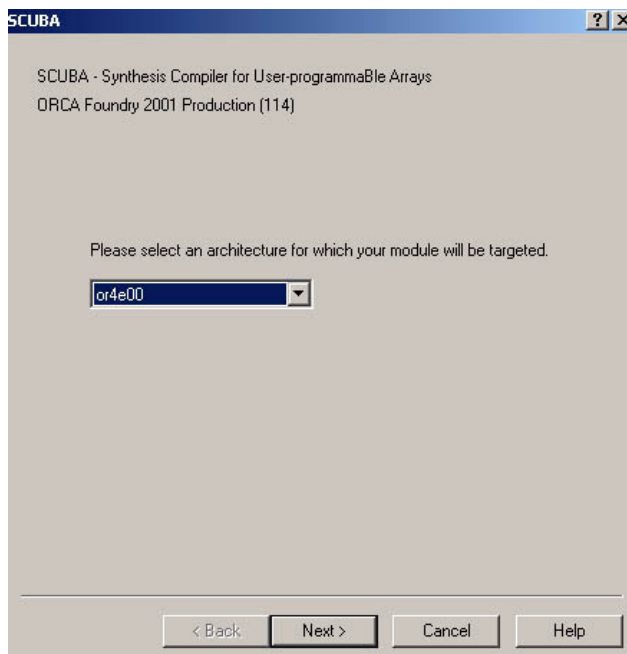 SCUBA
SCUBA - Synthesis Compiler for User-programmaBle Arrays
ORCA Foundry 2001 Production (114)
Please select an architecture for which your module will be targeted.
or4e00
< Back Next > Cancel Help